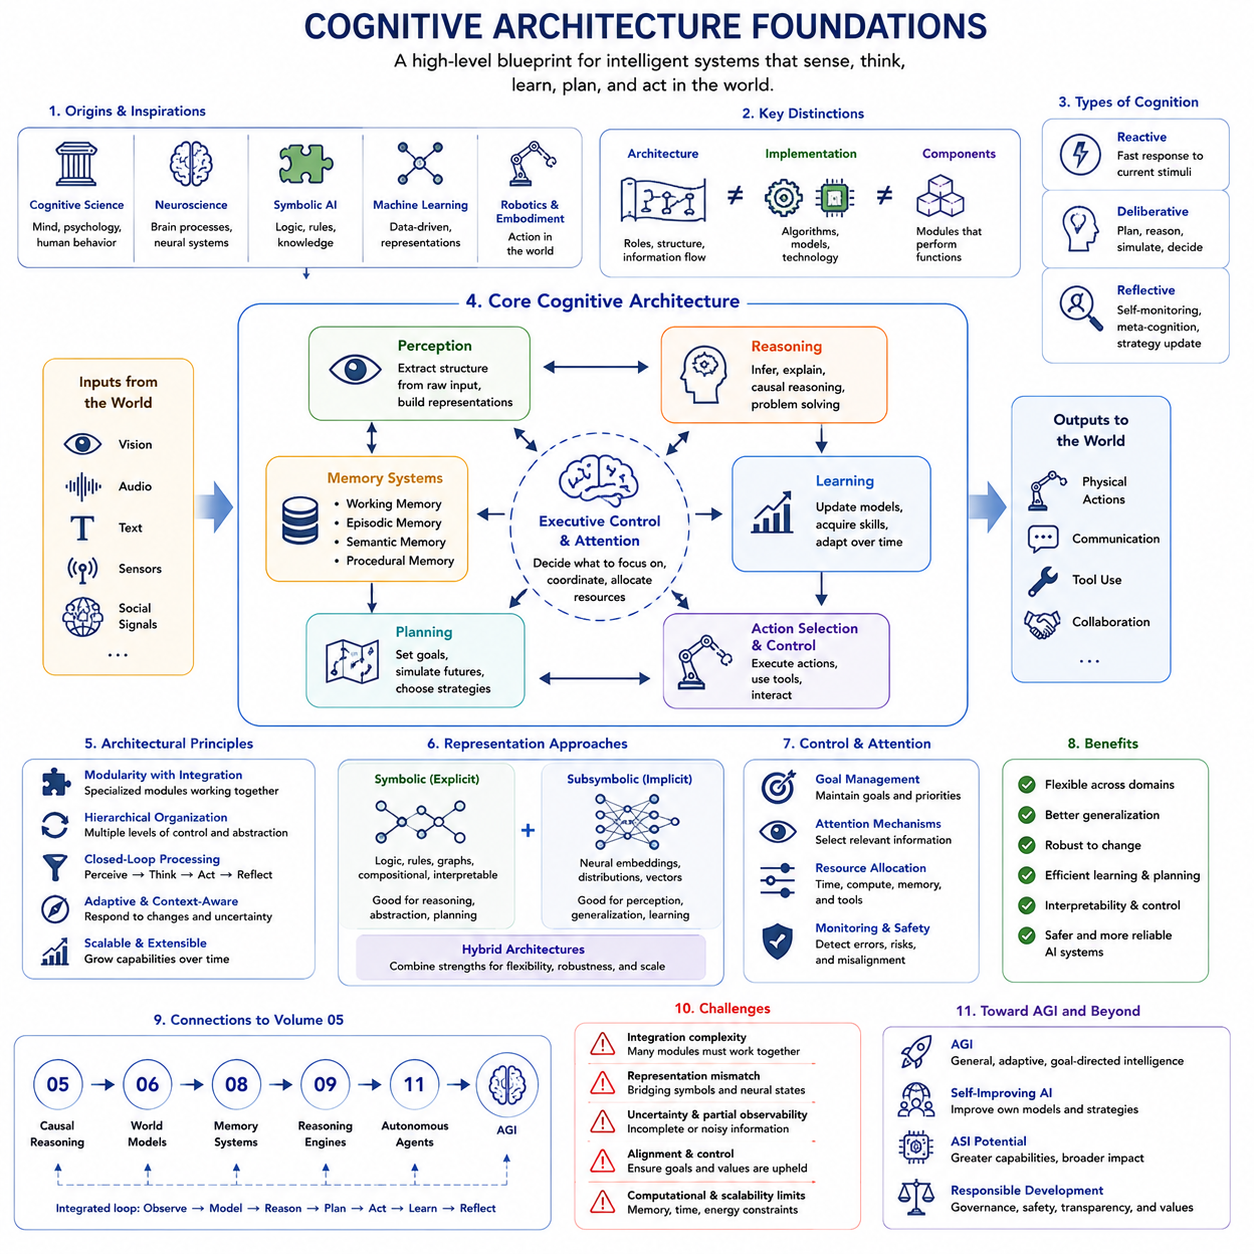 COGNITIVE ARCHITECTURE FOUNDATIONS
A high-level blueprint for intelligent systems that sense, think,
learn, plan, and act in the world.
1. Origins & Inspirations
Cognitive Science
Mind, psychology,
human behavior
Neuroscience
Brain processes,
neural systems
Symbolic AI
Logic, rules,
knowledge
Machine Learning
Data-driven,
representations
Robotics &
Embodiment
Action in
the world
2. Key Distinctions
Architecture
Roles, structure,
information flow
≠
Implementation
Algorithms,
models,
technology
≠
Components
Modules that
perform
functions
3. Types of Cognition
Reactive
Fast response to
current stimuli
Deliberative
Plan, reason,
simulate, decide
Reflective
Self-monitoring,
meta-cognition,
strategy update
Inputs from
the World
Vision
Audio
Text
Sensors
Social
Signals
...
4. Core Cognitive Architecture
Perception
Extract structure
from raw input,
build representations
Reasoning
Infer, explain,
causal reasoning,
problem solving
Memory Systems
• Working Memory
• Episodic Memory
• Semantic Memory
• Procedural Memory
Executive Control
& Attention
Decide what to focus on,
coordinate, allocate
resources
Learning
Update models,
acquire skills,
adapt over time
Planning
Set goals,
simulate futures,
choose strategies
Action Selection
& Control
Execute actions,
use tools,
interact
Outputs to
the World
Physical
Actions
Communication
Tool Use
Collaboration
...
5. Architectural Principles
Modularity with Integration
Specialized modules working together
Hierarchical Organization
Multiple levels of control and abstraction
Closed-Loop Processing
Perceive → Think → Act → Reflect
Adaptive & Context-Aware
Respond to changes and uncertainty
Scalable & Extensible
Grow capabilities over time
6. Representation Approaches
Symbolic (Explicit)
Logic, rules, graphs,
compositional, interpretable
Good for reasoning,
abstraction, planning
+
Subsymbolic (Implicit)
Neural embeddings,
distributions, vectors
Good for perception,
generalization, learning
Hybrid Architectures
Combine strengths for flexibility, robustness, and scale
7. Control & Attention
Goal Management
Maintain goals and priorities
Attention Mechanisms
Select relevant information
Resource Allocation
Time, compute, memory,
and tools
Monitoring & Safety
Detect errors, risks,
and misalignment
8. Benefits
Flexible across domains
Better generalization
Robust to change
Efficient learning & planning
Interpretability & control
Safer and more reliable
AI systems
9. Connections to Volume 05
05
Causal
Reasoning
06
World
Models
08
Memory
Systems
09
Reasoning
Engines
11
Autonomous
Agents
AGI
Integrated loop: Observe → Model → Reason → Plan → Act → Learn → Reflect
10. Challenges
Integration complexity
Many modules must work together
Representation mismatch
Bridging symbols and neural states
Uncertainty & partial observability
Incomplete or noisy information
Alignment & control
Ensure goals and values are upheld
Computational & scalability limits
Memory, time, energy constraints
11. Toward AGI and Beyond
AGI
General, adaptive, goal-directed intelligence
Self-Improving AI
Improve own models and strategies
ASI Potential
Greater capabilities, broader impact
Responsible Development
Governance, safety, transparency, and values